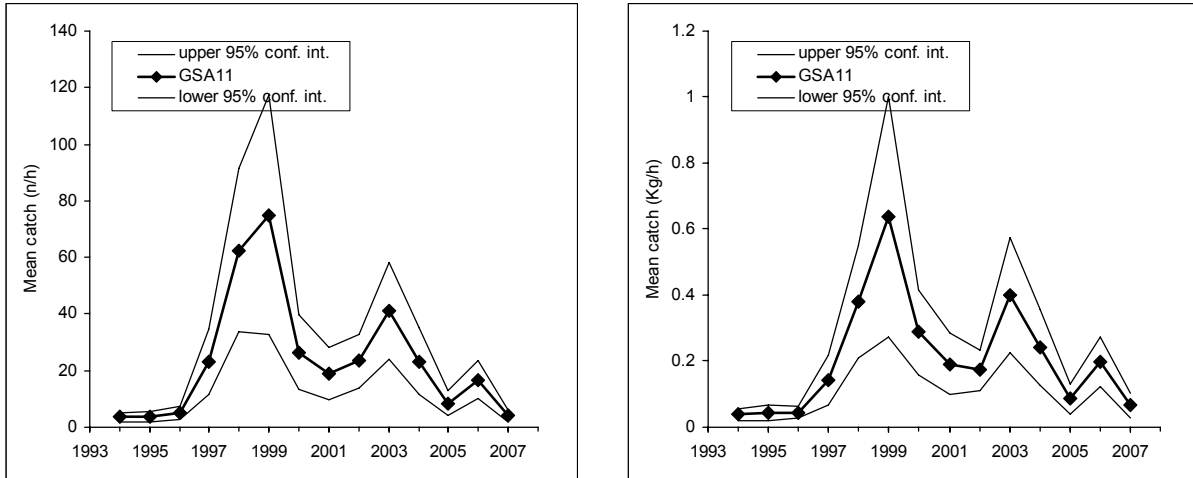 140
120
100
80
60
40
20
0
Mean catch (n/h)
upper 95% conf. int.
GSA11
lower 95% conf. int.
1993 1995 1997 1999 2001 2003 2005 2007
1.2
1
0.8
0.6
0.4
0.2
0
Mean catch (Kg/h)
upper 95% conf. int.
GSA11
lower 95% conf. int.
1993 1995 1997 1999 2001 2003 2005 2007